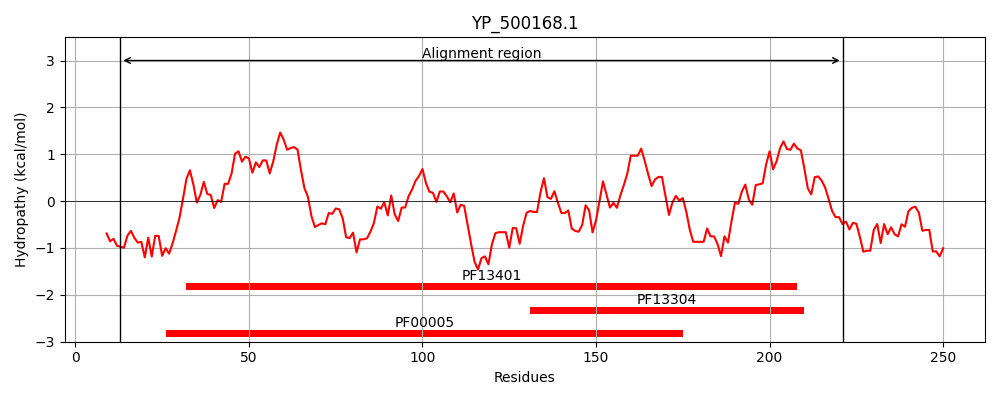 YP_500168.1
Alignment region
3
2
1
0
−1
−2
−3
Hydropathy (kcal/mol)
PF13401
PF13304
PF00005
0
50
100
150
200
250
Residues